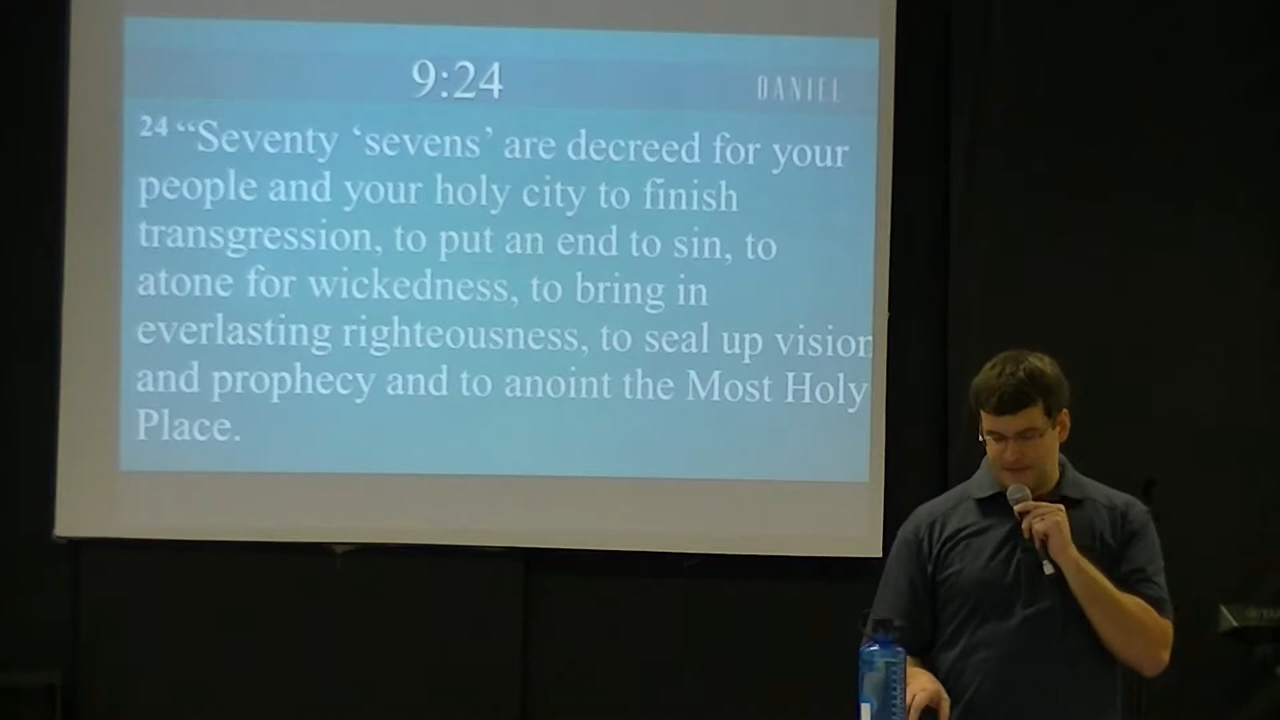 9:24
DANIEL
24 “Seventy ‘sevens’ are decreed for your
people and your holy city to finish
transgression, to put an end to sin, to
atone for wickedness, to bring in
everlasting righteousness, to seal up vision
and prophecy and to anoint the Most Holy
Place.